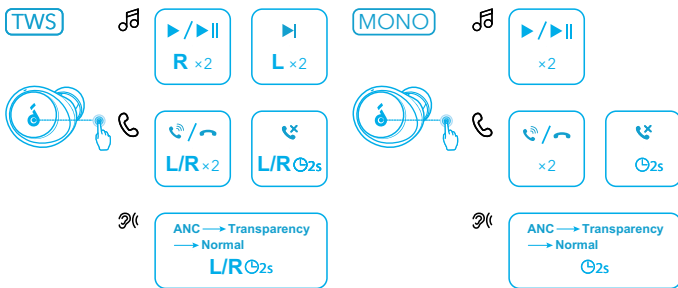 TWS
R ×2
L ×2
L/R ×2
L/R 2s
ANC → Transparency
→ Normal
L/R 2s
MONO
×2
×2
2s
ANC → Transparency
→ Normal
2s